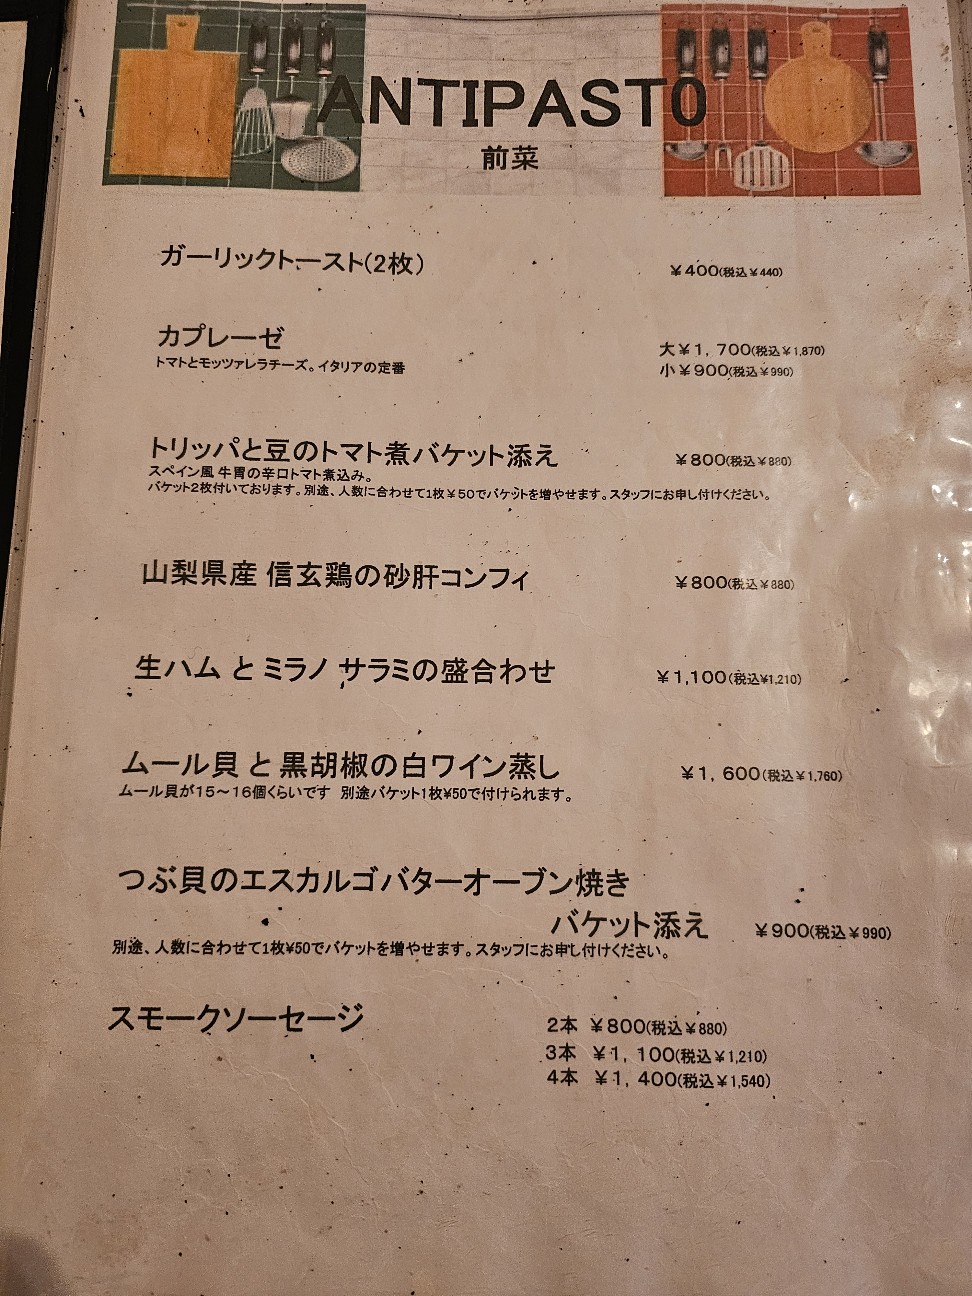 ANTIPASTO
前菜
ガーリックトースト(2枚) ￥400(税込￥440)
カプレーゼ
トマトとモッツァレラチーズ。イタリアの定番
大￥1，700(税込￥1,870)
小￥900(税込￥990)
トリッパと豆のトマト煮バケット添え ￥800(税込￥880)
スペイン風 牛胃の辛口トマト煮込み。
バケット2枚付いております。別途、人数に合わせて1枚￥50でバケットを増やせます。スタッフにお申し付けください。
山梨県産 信玄鶏の砂肝コンフィ ￥800(税込￥880)
生ハム と ミラノ サラミの盛合わせ ￥1,100(税込¥1,210)
ムール貝 と 黒胡椒の白ワイン蒸し ￥1，600(税込￥1,760)
ムール貝が15～16個くらいです 別途バケット1枚¥50で付けられます。
つぶ貝のエスカルゴバターオーブン焼き
バケット添え ￥900(税込￥990)
別途、人数に合わせて1枚¥50でバケットを増やせます。スタッフにお申し付けください。
スモークソーセージ
2本 ￥800(税込￥880)
3本 ￥1，100(税込￥1,210)
4本 ￥1，400(税込￥1,540)